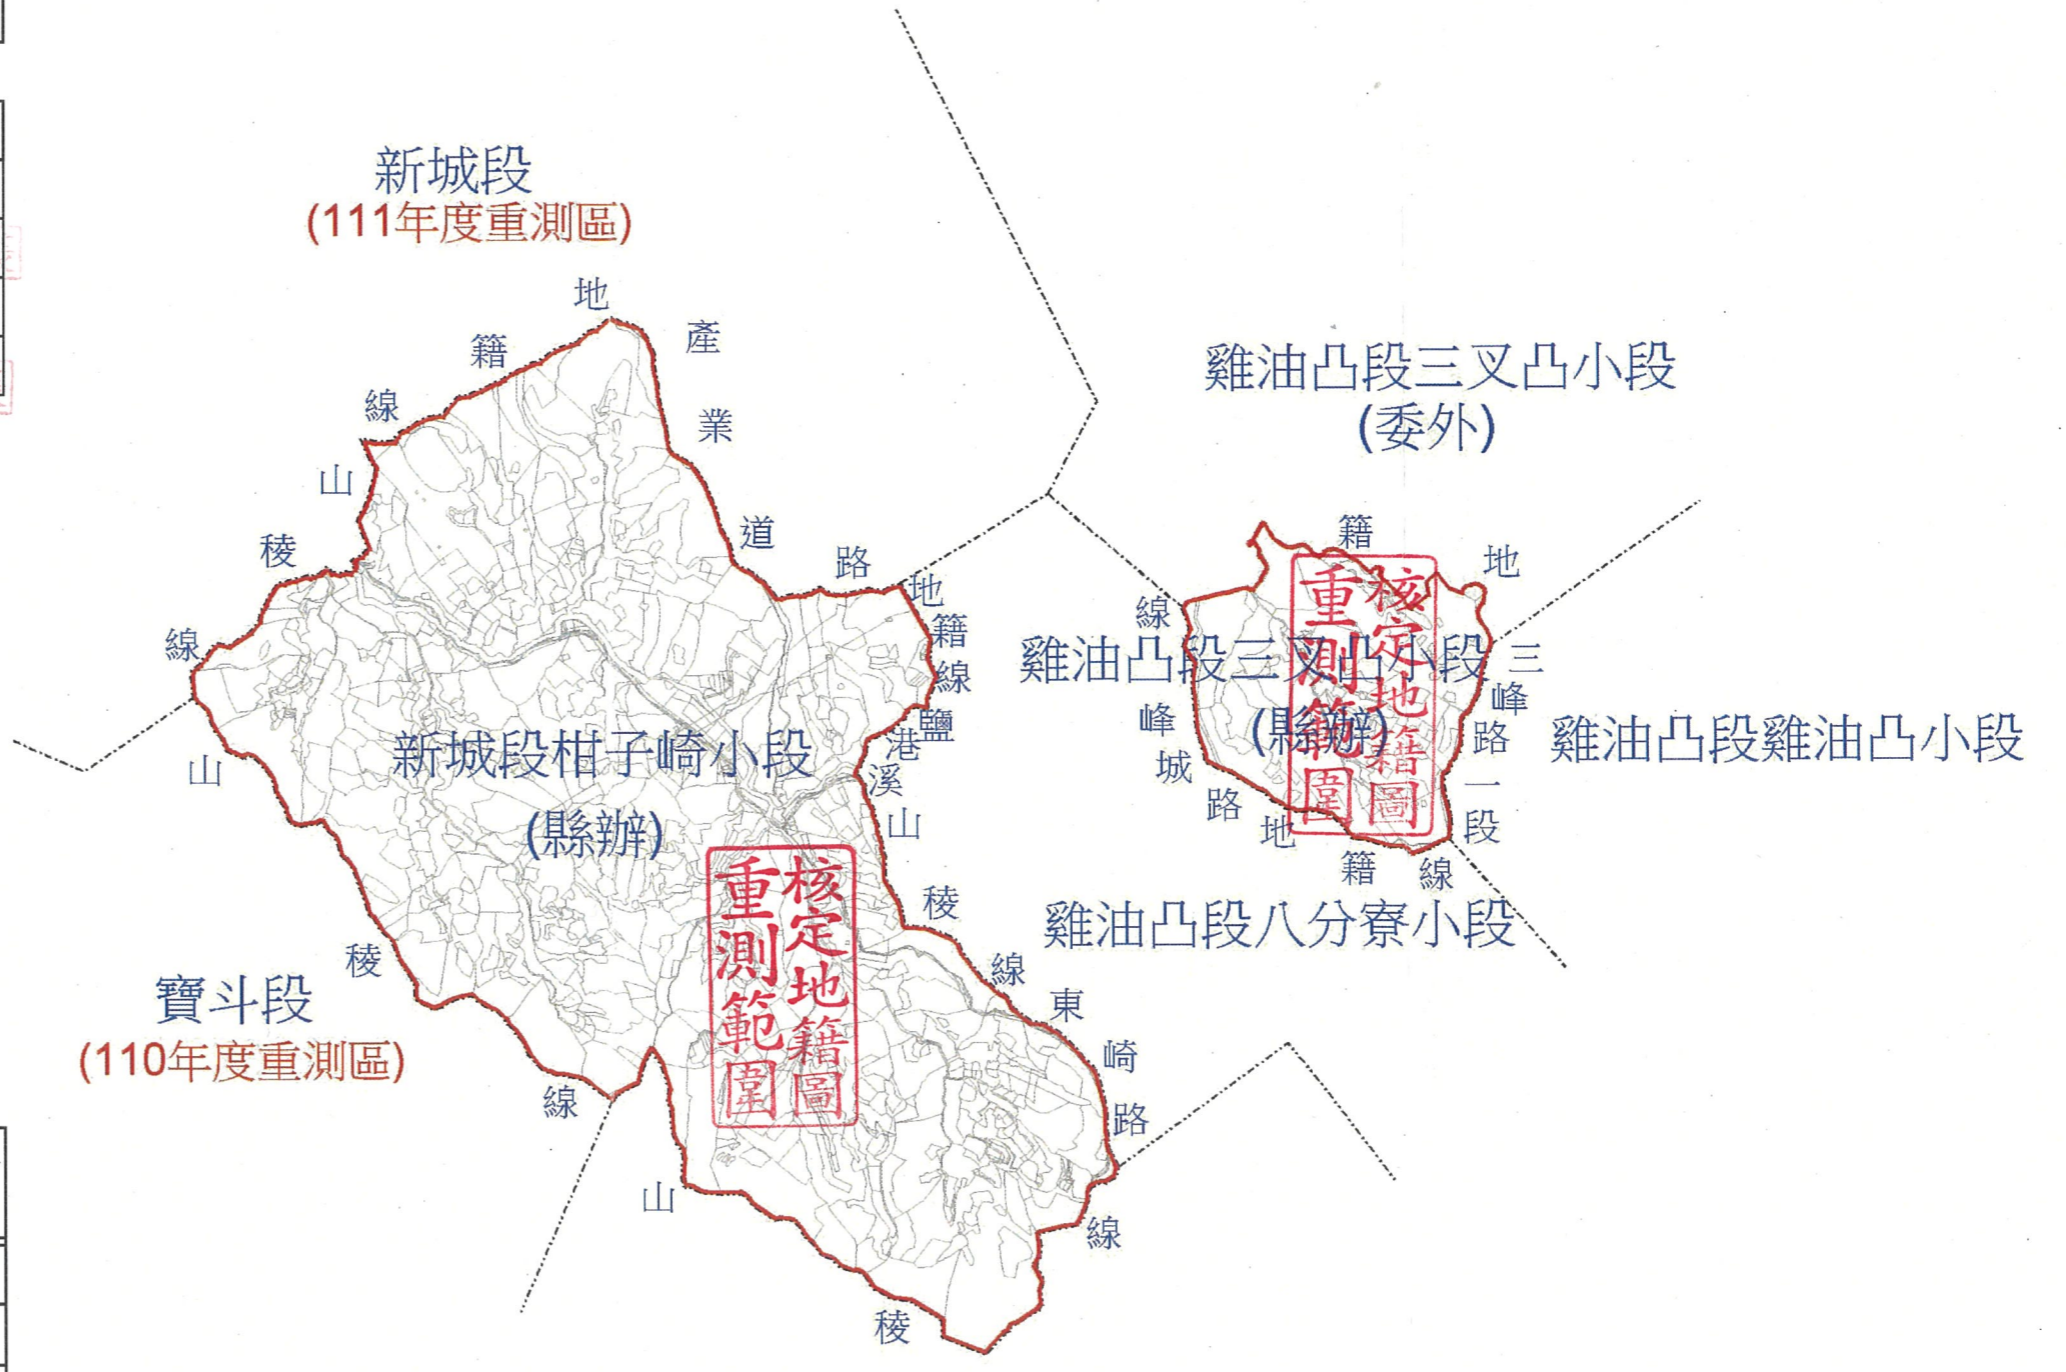 新城段
(111年度重測區)
地籍線
產業道路
山稜線
地籍線
鹽港溪
山稜線
東崎路
新城段柑子崎小段
(縣辦)
核定地籍圖
重測範圍
寶斗段
(110年度重測區)
山稜線
山稜線
雞油凸段三叉凸小段
(委外)
地籍線
雞油凸段三叉凸小段
(縣辦)
核定地籍圖
重測範圍
三峰路一段
峰城路地籍線
雞油凸段雞油凸小段
雞油凸段八分寮小段